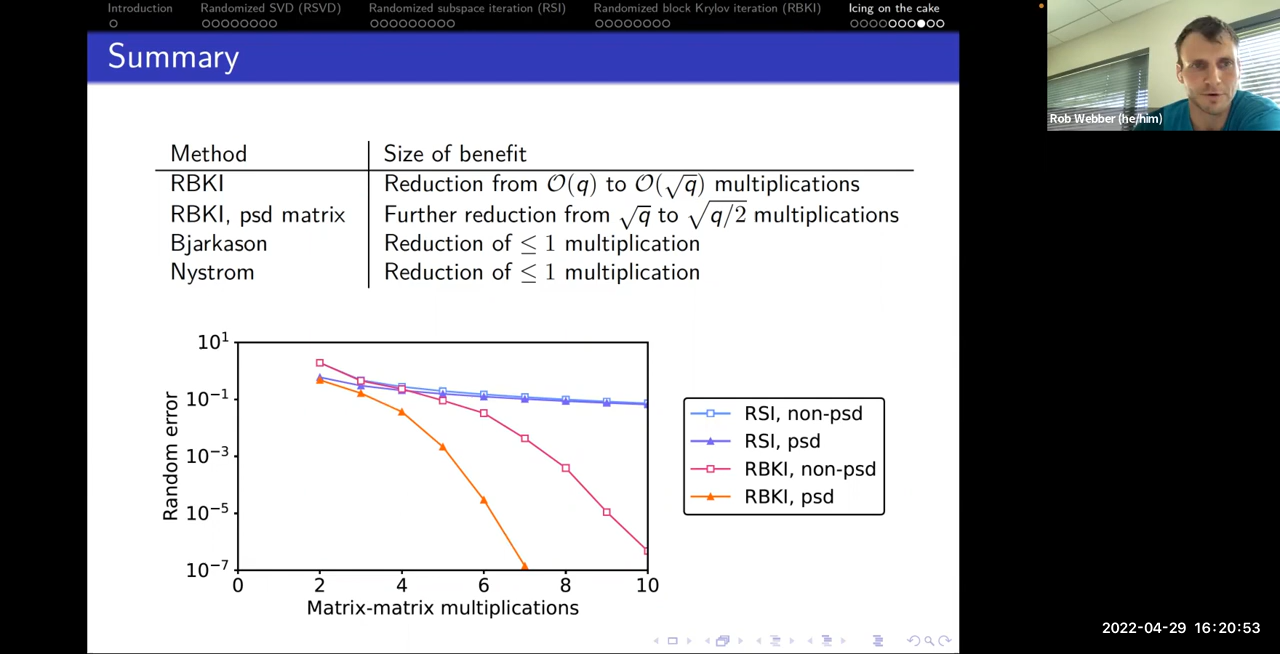 Introduction Randomized SVD (RSVD) Randomized subspace iteration (RSI) Randomized block Krylov iteration (RBKI) Icing on the cake
Summary
Rob Webber (he/him)
Method Size of benefit
RBKI Reduction from 𝒪(q) to 𝒪(√q) multiplications
RBKI, psd matrix Further reduction from √q to √q/2 multiplications
Bjarkason Reduction of ≤ 1 multiplication
Nystrom Reduction of ≤ 1 multiplication
10¹
10⁻¹
10⁻³
10⁻⁵
10⁻⁷
Random error
0 2 4 6 8 10
Matrix-matrix multiplications
RSI, non-psd
RSI, psd
RBKI, non-psd
RBKI, psd
2022-04-29 16:20:53